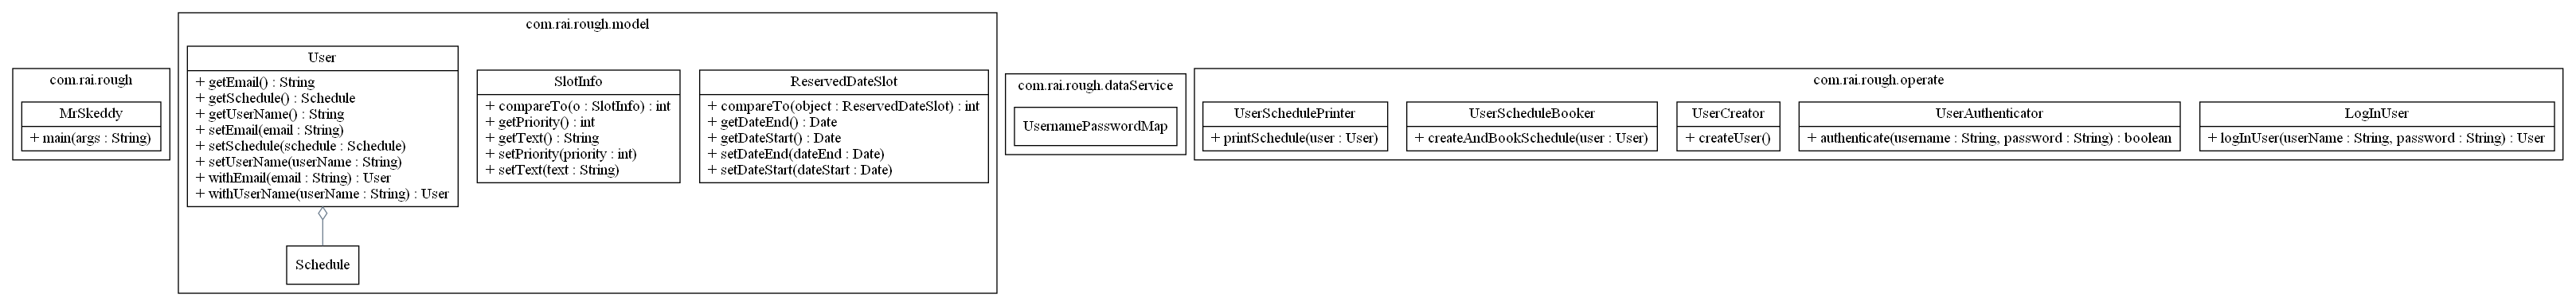 com.rai.rough
MrSkeddy
+ main(args : String)
com.rai.rough.model
User
+ getEmail() : String
+ getSchedule() : Schedule
+ getUserName() : String
+ setEmail(email : String)
+ setSchedule(schedule : Schedule)
+ setUserName(userName : String)
+ withEmail(email : String) : User
+ withUserName(userName : String) : User
Schedule
SlotInfo
+ compareTo(o : SlotInfo) : int
+ getPriority() : int
+ getText() : String
+ setPriority(priority : int)
+ setText(text : String)
ReservedDateSlot
+ compareTo(object : ReservedDateSlot) : int
+ getDateEnd() : Date
+ getDateStart() : Date
+ setDateEnd(dateEnd : Date)
+ setDateStart(dateStart : Date)
com.rai.rough.dataService
UsernamePasswordMap
com.rai.rough.operate
UserSchedulePrinter
+ printSchedule(user : User)
UserScheduleBooker
+ createAndBookSchedule(user : User)
UserCreator
+ createUser()
UserAuthenticator
+ authenticate(username : String, password : String) : boolean
LogInUser
+ logInUser(userName : String, password : String) : User